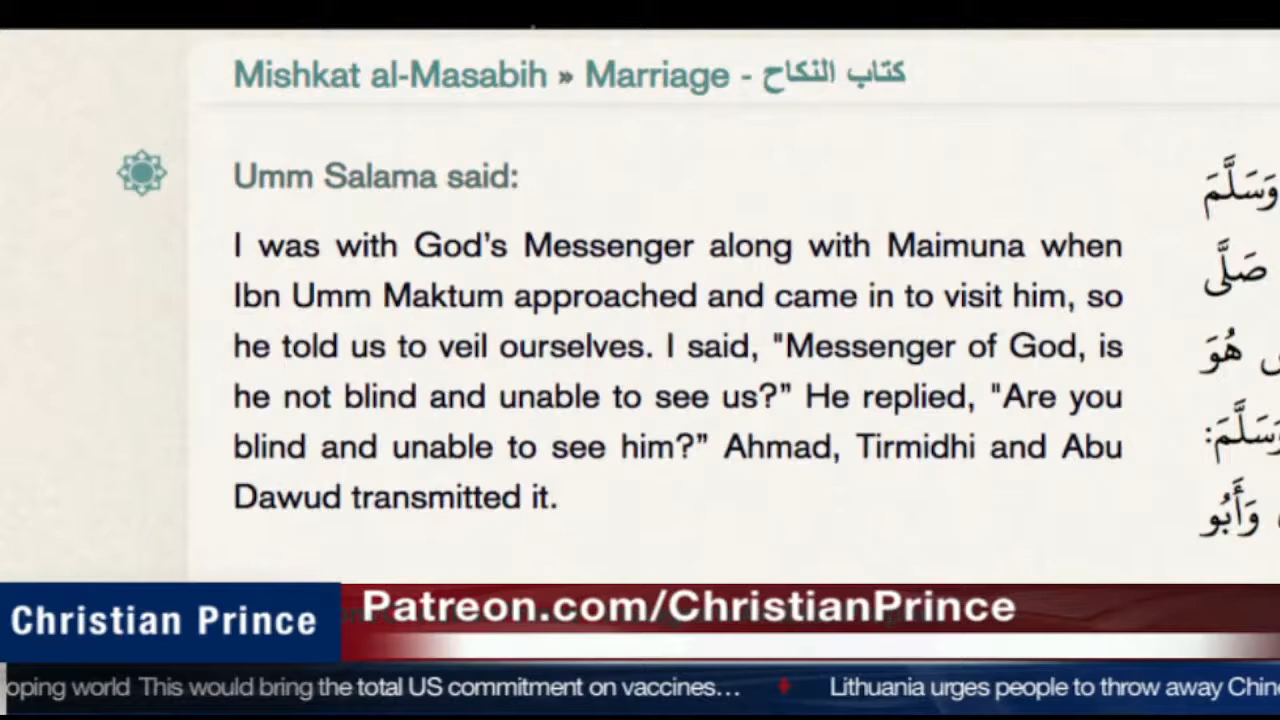 Mishkat al-Masabih » Marriage - كتاب النكاح
Umm Salama said:
I was with God’s Messenger along with Maimuna when
Ibn Umm Maktum approached and came in to visit him, so
he told us to veil ourselves. I said, "Messenger of God, is
he not blind and unable to see us?” He replied, "Are you
blind and unable to see him?” Ahmad, Tirmidhi and Abu
Dawud transmitted it.
وَسَلَّمَ
صَلَّى
هُوَ
وَسَلَّمَ:
وَأَبُو
Christian Prince
Patreon.com/ChristianPrince
oping world This would bring the total US commitment on vaccines... Lithuania urges people to throw away Chin